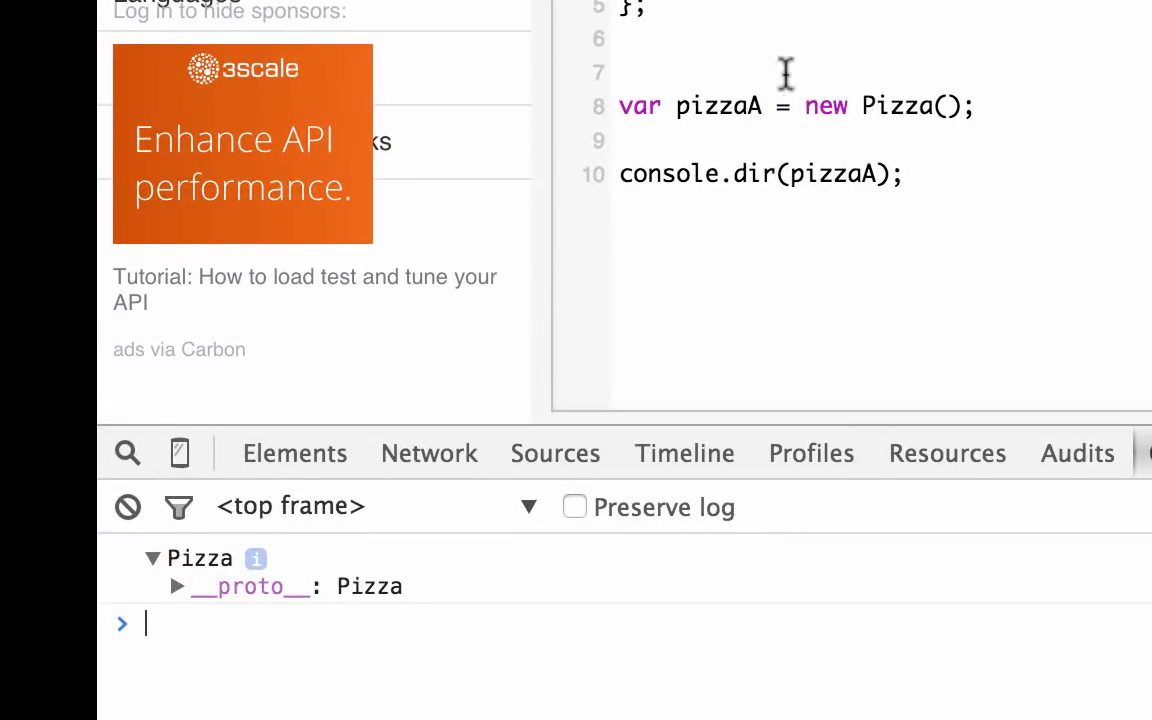 Languages
Log in to hide sponsors:
3scale
Enhance API
performance.
ks
Tutorial: How to load test and tune your
API
ads via Carbon
5 };
6
7
8 var pizzaA = new Pizza();
9
10 console.dir(pizzaA);
Elements Network Sources Timeline Profiles Resources Audits
<top frame> ▼ Preserve log
▼ Pizza i
▶ __proto__: Pizza
>